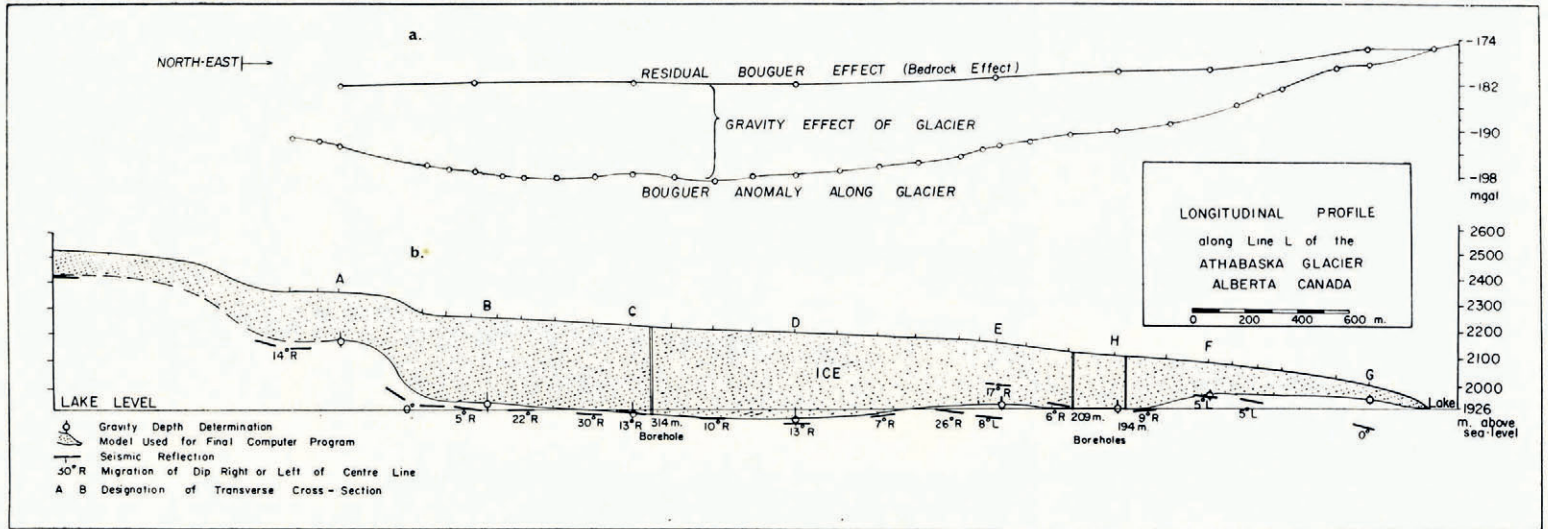 a.
NORTH-EAST
RESIDUAL BOUGUER EFFECT (Bedrock Effect)
GRAVITY EFFECT OF GLACIER
BOUGUER ANOMALY ALONG GLACIER
-174
-182
-190
-198
mgal
LONGITUDINAL PROFILE
along Line L of the
ATHABASKA GLACIER
ALBERTA CANADA
0 200 400 600 m.
b.
2600
2500
2400
2300
2200
2100
2000
1926
m. above
sea-level
A
B
C
D
E
H
F
G
ICE
Lake
LAKE LEVEL
14°R
0°
5°R
22°R
30°R
13°R
314 m.
Borehole
10°R
13°R
7°R
26°R
8°L
17°R
6°R
209 m.
194 m.
Boreholes
9°R
5°L
5°L
0°
Gravity Depth Determination
Model Used for Final Computer Program
Seismic Reflection
30°R Migration of Dip Right or Left of Centre Line
A B Designation of Transverse Cross-Section